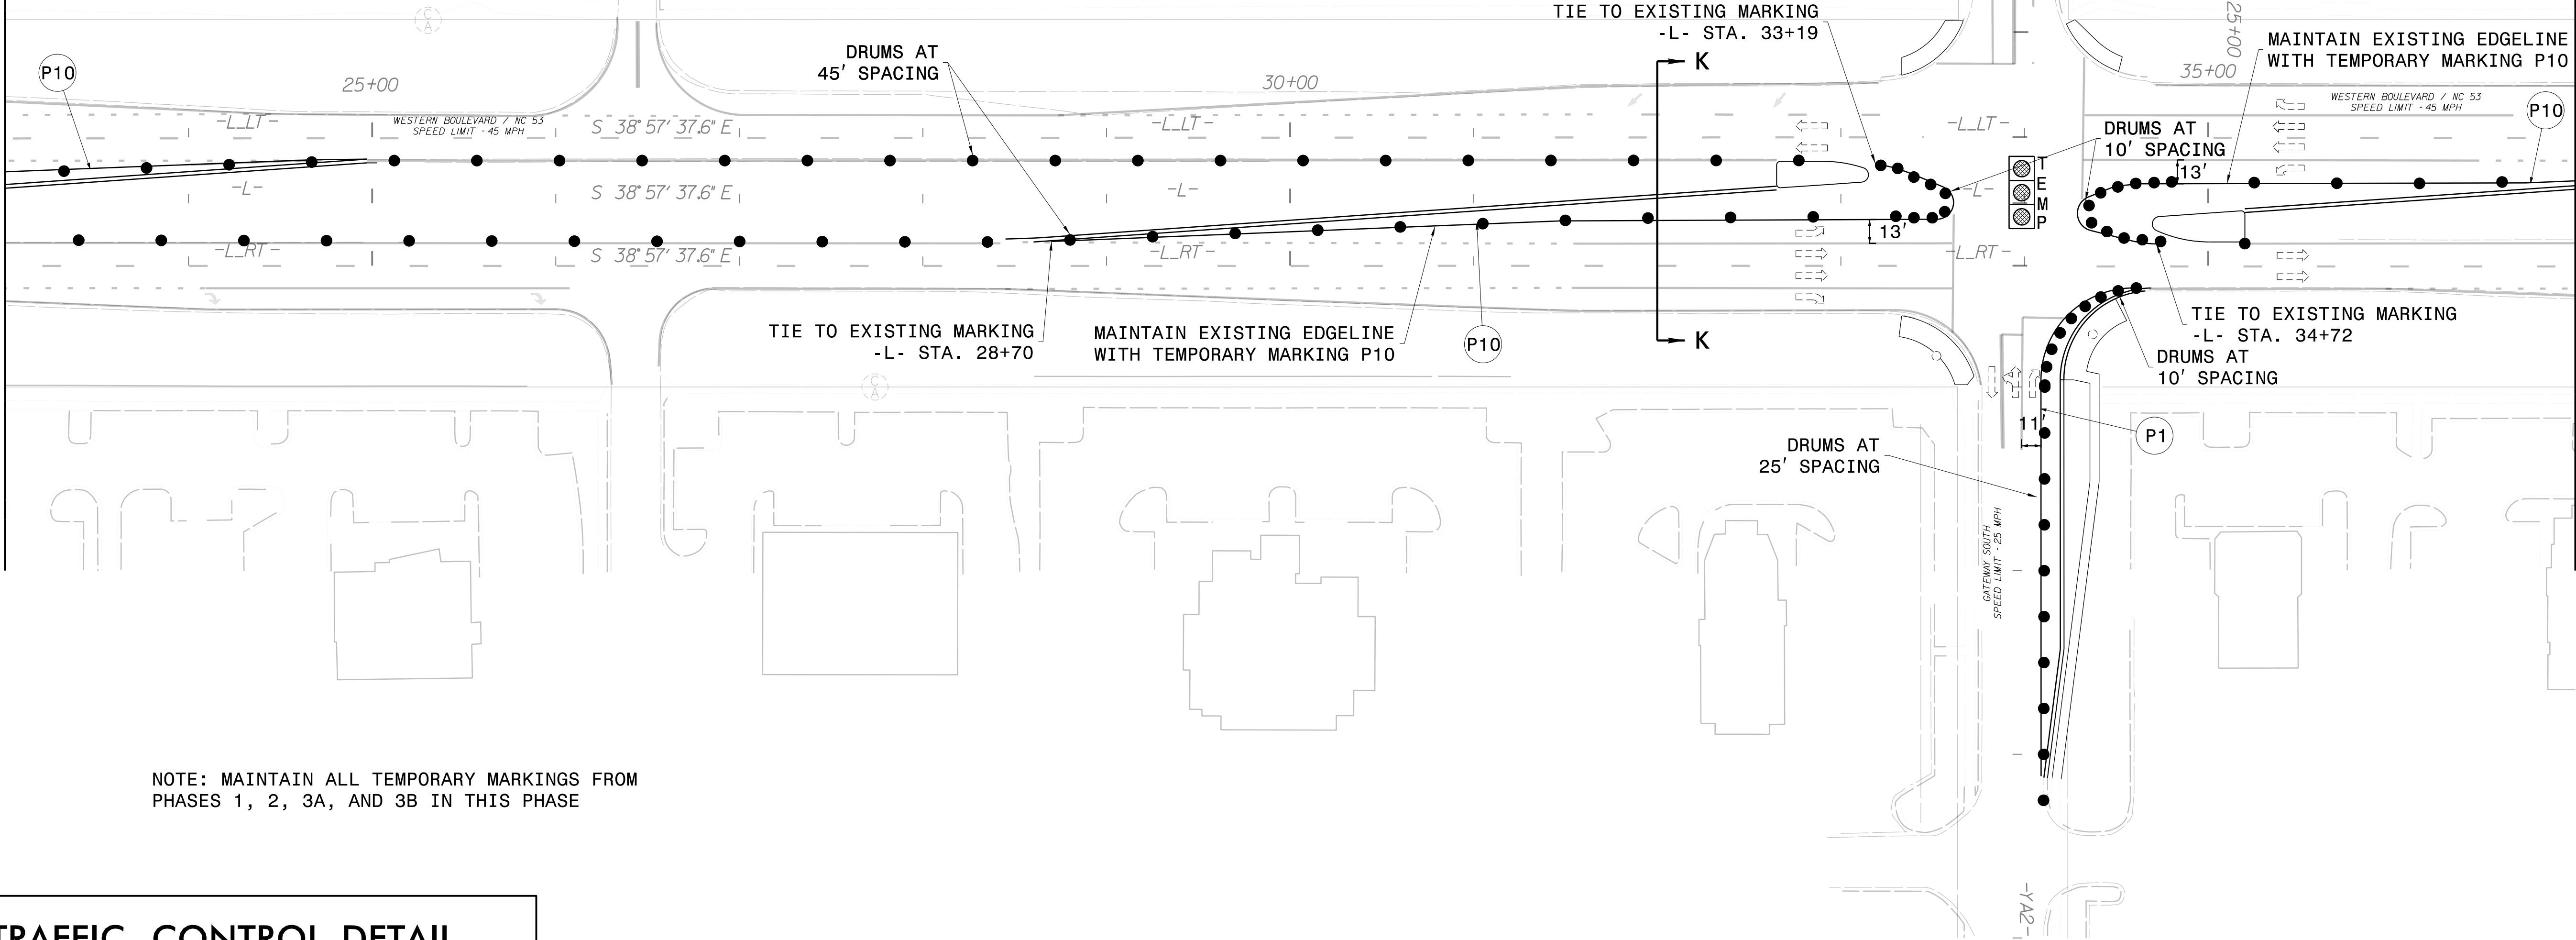 TIE TO EXISTING MARKING
-L- STA. 33+19
25+00
MAINTAIN EXISTING EDGELINE
WITH TEMPORARY MARKING P10
DRUMS AT
45' SPACING
K
P10
25+00
30+00
35+00
WESTERN BOULEVARD / NC 53
SPEED LIMIT - 45 MPH
P10
-L_LT-
WESTERN BOULEVARD / NC 53
SPEED LIMIT - 45 MPH
S 38° 57' 37.6" E
-L_LT-
-L_LT-
DRUMS AT
10' SPACING
13'
TEMP
-L-
S 38° 57' 37.6" E
-L-
-L-
13'
-L_RT-
S 38° 57' 37.6" E
-L_RT-
-L_RT-
TIE TO EXISTING MARKING
-L- STA. 28+70
MAINTAIN EXISTING EDGELINE
WITH TEMPORARY MARKING P10
P10
K
TIE TO EXISTING MARKING
-L- STA. 34+72
DRUMS AT
10' SPACING
C
A
C
A
11'
P1
DRUMS AT
25' SPACING
GATEWAY SOUTH
SPEED LIMIT - 25 MPH
NOTE: MAINTAIN ALL TEMPORARY MARKINGS FROM
PHASES 1, 2, 3A, AND 3B IN THIS PHASE
-YA2-
TRAFFIC CONTROL DETAIL